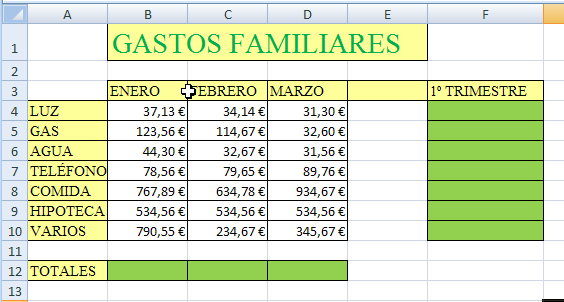 A B C D E F
1 GASTOS FAMILIARES
2
3 ENERO FEBRERO MARZO 1º TRIMESTRE
4 LUZ 37,13 € 34,14 € 31,30 €
5 GAS 123,56 € 114,67 € 32,60 €
6 AGUA 44,30 € 32,67 € 31,56 €
7 TELÉFONO 78,56 € 79,65 € 89,76 €
8 COMIDA 767,89 € 634,78 € 934,67 €
9 HIPOTECA 534,56 € 534,56 € 534,56 €
10 VARIOS 790,55 € 234,67 € 345,67 €
11
12 TOTALES
13